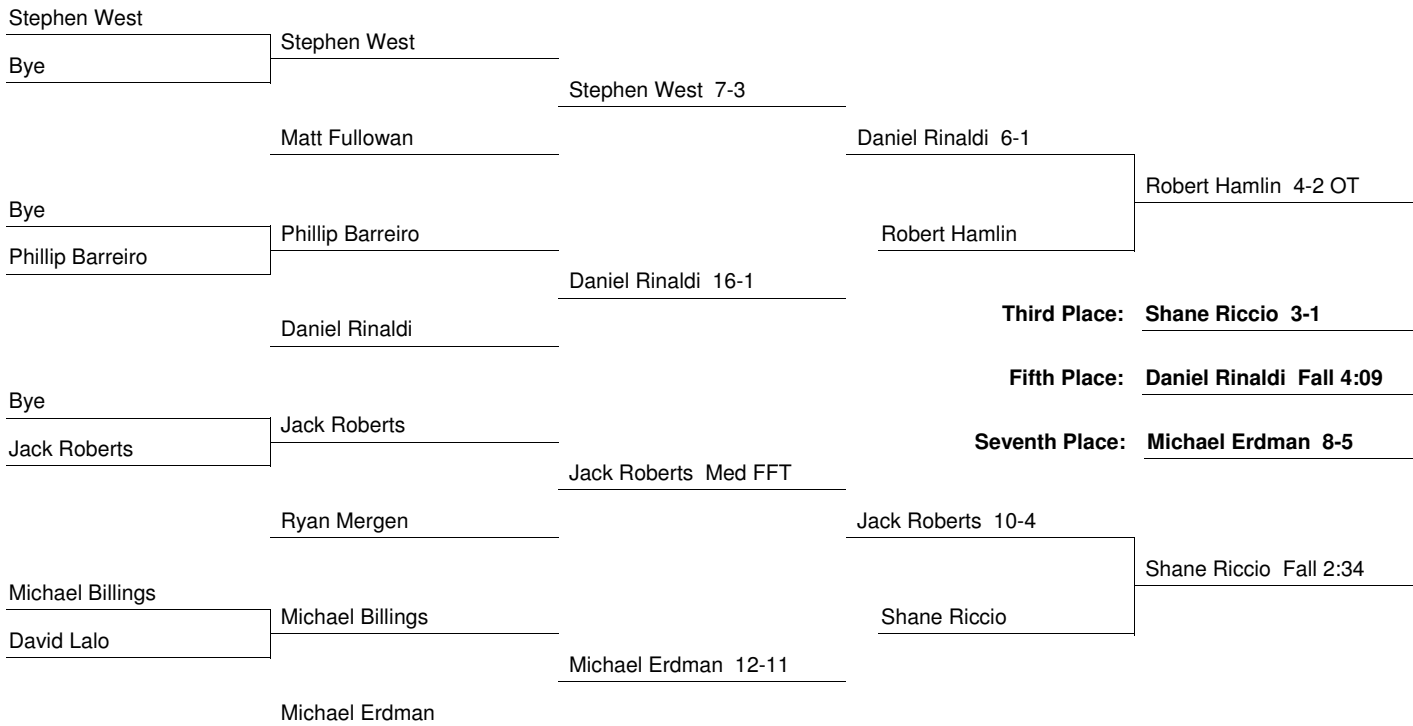 Stephen West
Stephen West
Bye
Stephen West 7-3
Matt Fullowan
Daniel Rinaldi 6-1
Robert Hamlin 4-2 OT
Bye
Phillip Barreiro
Robert Hamlin
Phillip Barreiro
Daniel Rinaldi 16-1
Third Place: Shane Riccio 3-1
Daniel Rinaldi
Fifth Place: Daniel Rinaldi Fall 4:09
Bye
Jack Roberts
Seventh Place: Michael Erdman 8-5
Jack Roberts
Jack Roberts Med FFT
Ryan Mergen
Jack Roberts 10-4
Shane Riccio Fall 2:34
Michael Billings
Michael Billings
Shane Riccio
David Lalo
Michael Erdman 12-11
Michael Erdman